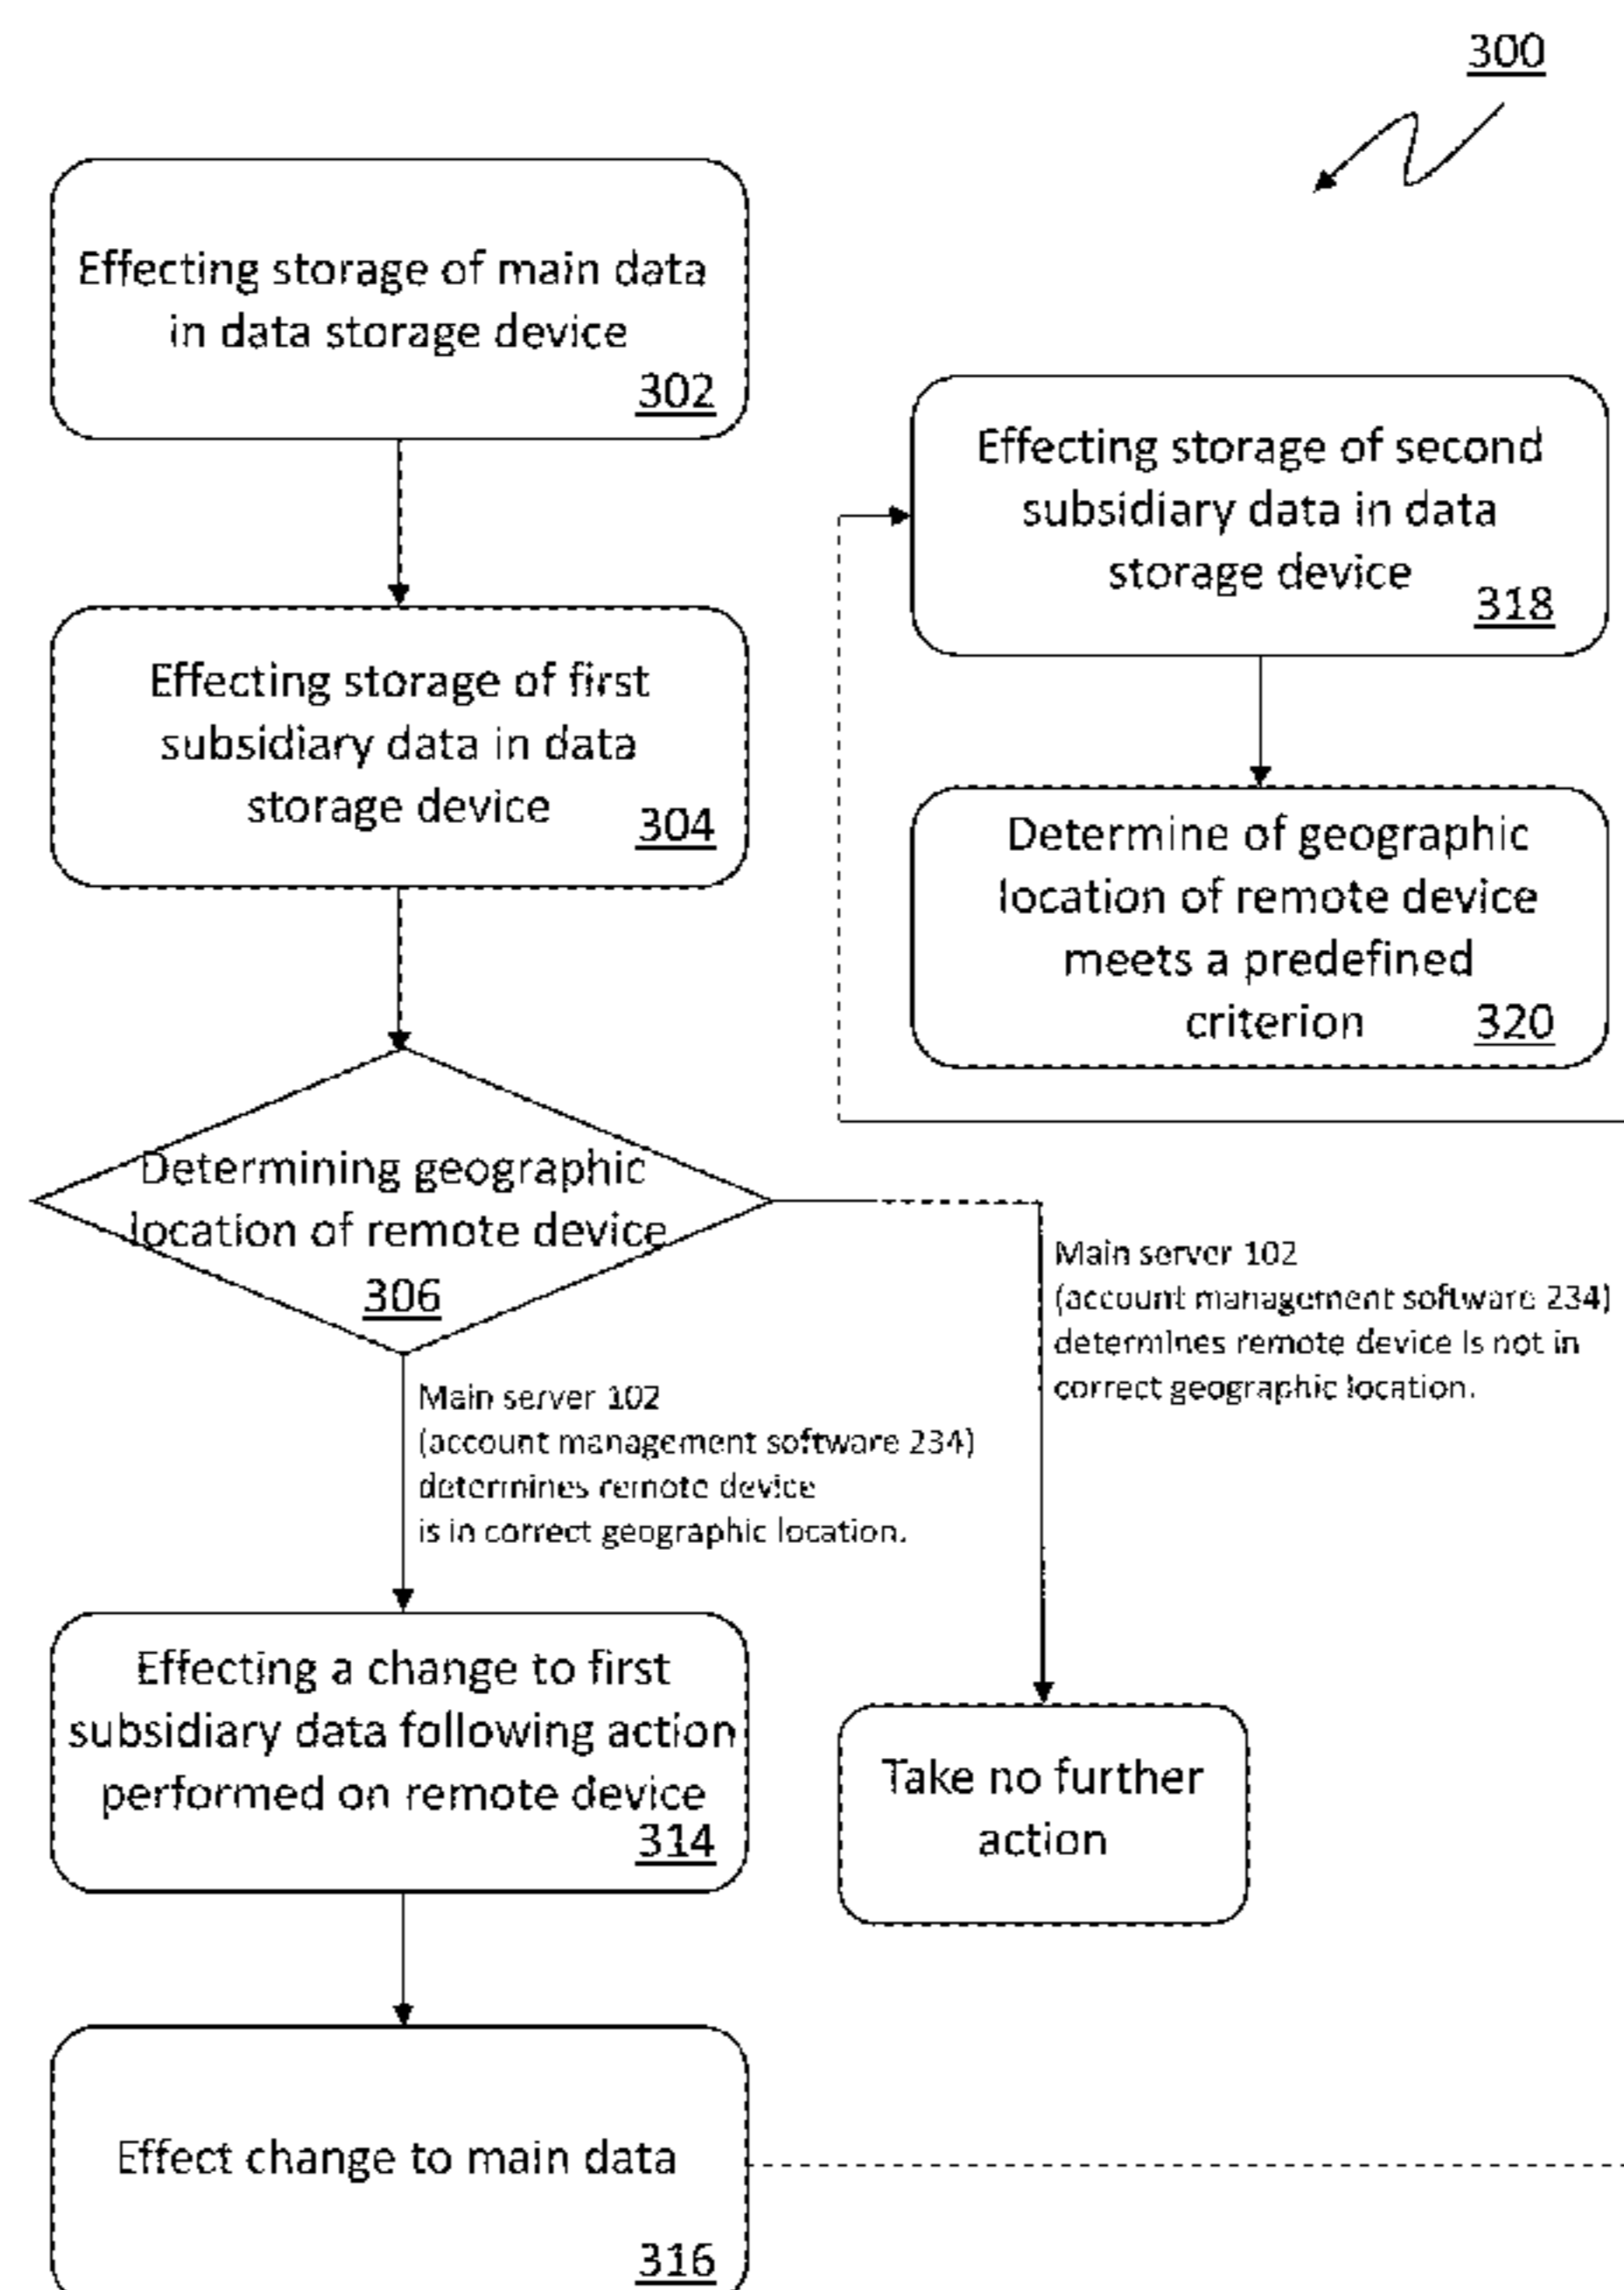 300
Effecting storage of main data
in data storage device
302
Effecting storage of first
subsidiary data in data
storage device
304
Determining geographic
location of remote device
306
Main server 102
(account management software 234)
determines remote device
is in correct geographic location.
Main server 102
(account management software 234)
determines remote device is not in
correct geographic location.
Effecting a change to first
subsidiary data following action
performed on remote device
314
Take no further
action
Effect change to main data
316
Effecting storage of second
subsidiary data in data
storage device
318
Determine of geographic
location of remote device
meets a predefined
criterion
320